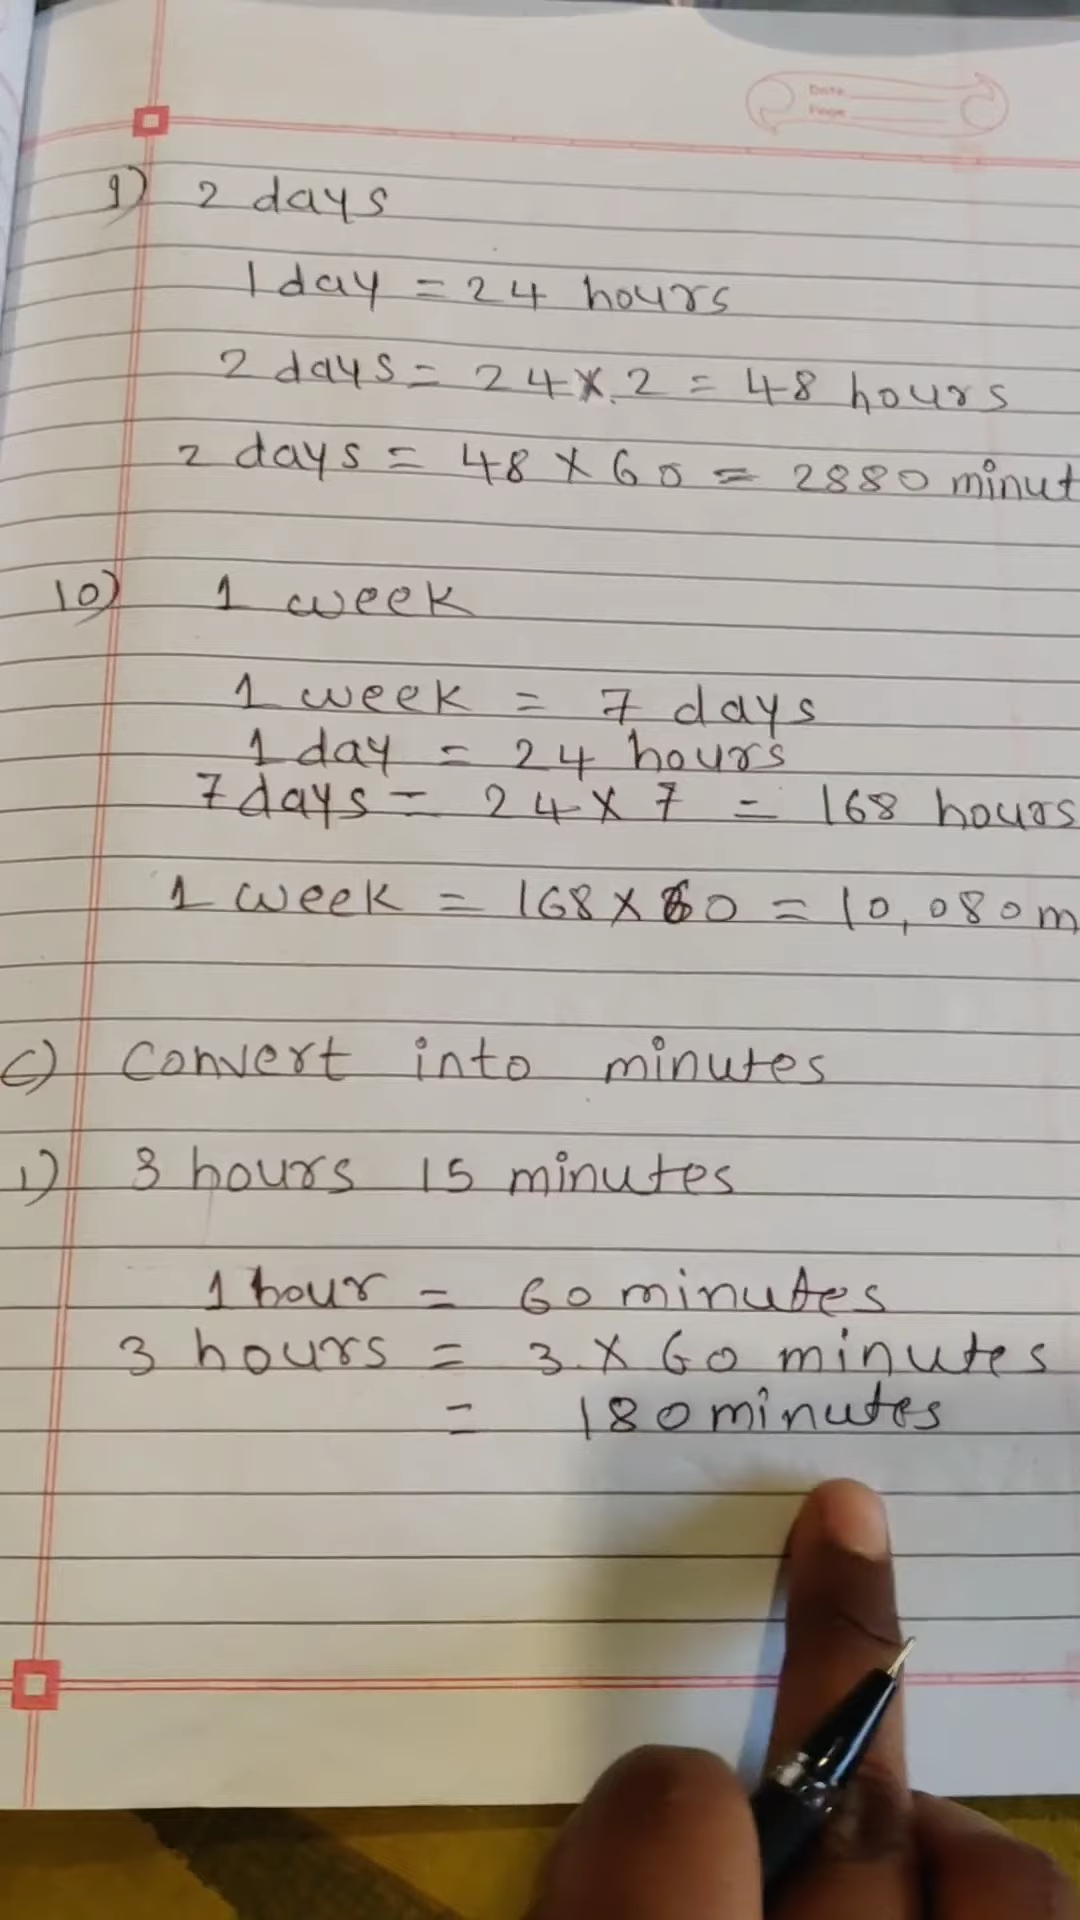 Date
Page
9) 2 days
1 day = 24 hours
2 days = 24 x 2 = 48 hours
2 days = 48 x 60 = 2880 minut
10) 1 week
1 week = 7 days
1 day = 24 hours
7 days = 24 x 7 = 168 hours
1 week = 168 x 60 = 10,080 m
C) Convert into minutes
1) 3 hours 15 minutes
1 hour = 60 minutes
3 hours = 3 x 60 minutes
= 180 minutes